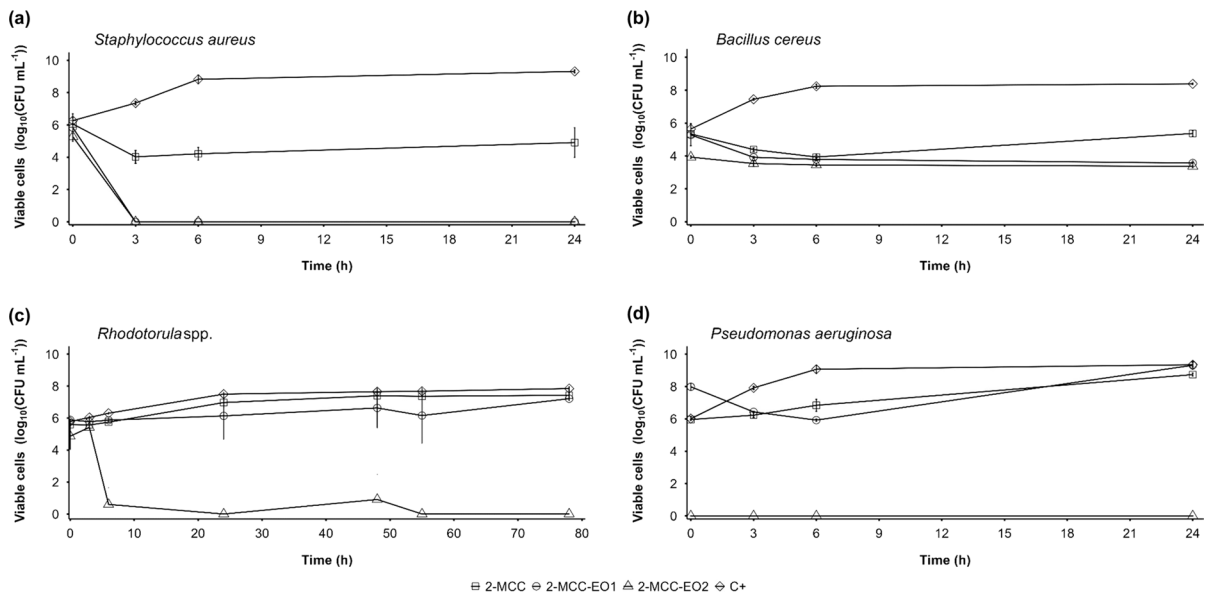 (a)
Staphylococcus aureus
Viable cells (log10(CFU mL-1))
10
8
6
4
2
0
0 3 6 9 12 15 18 21 24
Time (h)
(b)
Bacillus cereus
Viable cells (log10(CFU mL-1))
10
8
6
4
2
0
0 3 6 9 12 15 18 21 24
Time (h)
(c)
Rhodotorula spp.
Viable cells (log10(CFU mL-1))
10
8
6
4
2
0
0 10 20 30 40 50 60 70 80
Time (h)
(d)
Pseudomonas aeruginosa
Viable cells (log10(CFU mL-1))
10
8
6
4
2
0
0 3 6 9 12 15 18 21 24
Time (h)
2-MCC 2-MCC-EO1 2-MCC-EO2 C+